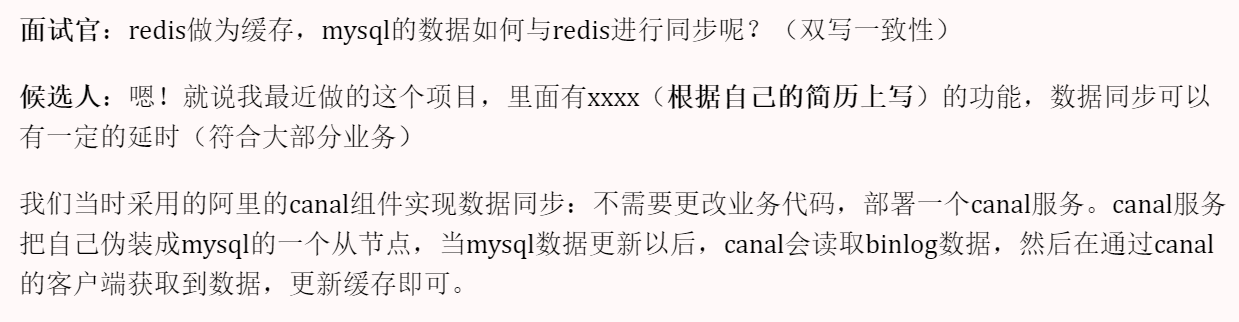 面试官：redis做为缓存，mysql的数据如何与redis进行同步呢？（双写一致性）
候选人：嗯！就说我最近做的这个项目，里面有xxxx（根据自己的简历上写）的功能，数据同步可以
有一定的延时（符合大部分业务）
我们当时采用的阿里的canal组件实现数据同步：不需要更改业务代码，部署一个canal服务。canal服务
把自己伪装成mysql的一个从节点，当mysql数据更新以后，canal会读取binlog数据，然后在通过canal
的客户端获取到数据，更新缓存即可。